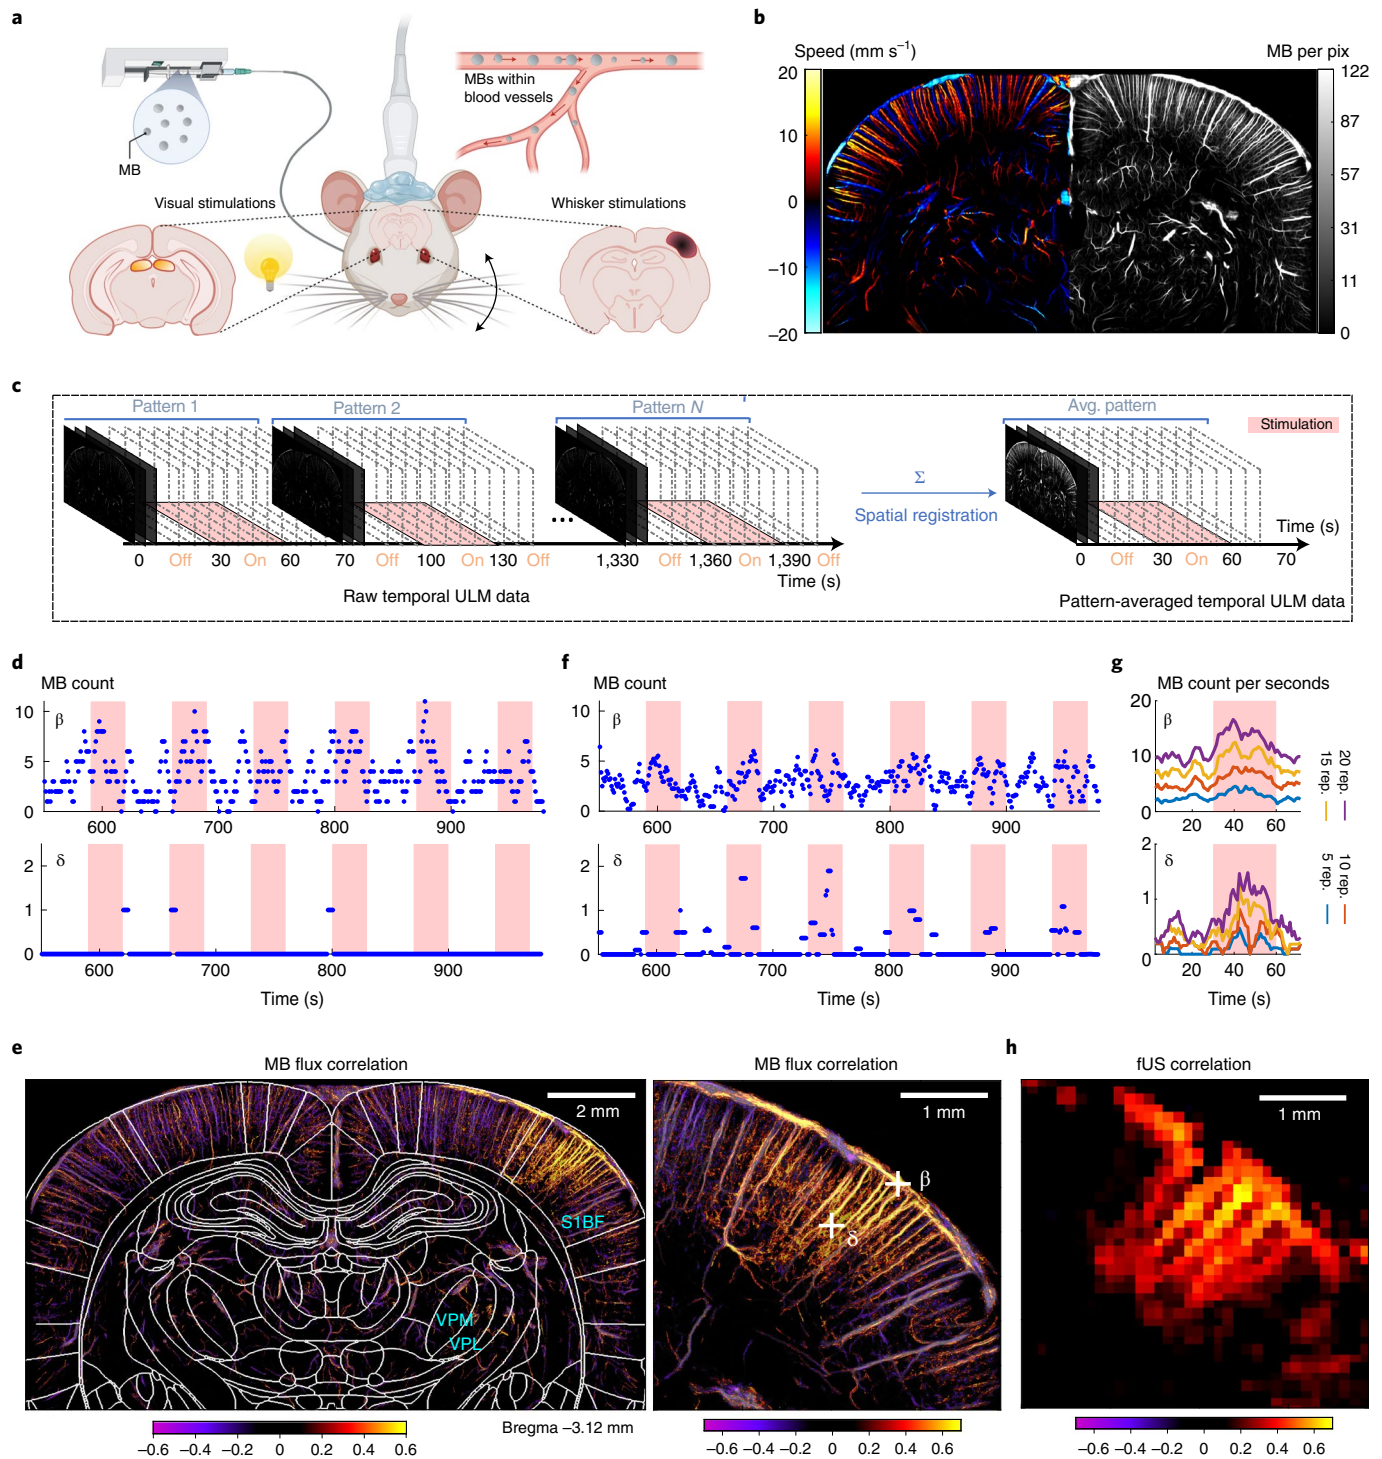 a
MBs within
blood vessels
MB
Visual stimulations
Whisker stimulations
b
Speed (mm s⁻¹)
MB per pix
20
10
0
−10
−20
122
87
57
31
11
0
c
Pattern 1
Pattern 2
Pattern N
Avg. pattern
Stimulation
...
Σ
Spatial registration
0 Off 30 On 60 70 Off 100 On 130 Off 1,330 Off 1,360 On 1,390 Off
Time (s)
0 Off 30 On 60 70
Time (s)
Raw temporal ULM data
Pattern-averaged temporal ULM data
d
MB count
β
10
5
0
600 700 800 900
δ
2
1
0
600 700 800 900
Time (s)
f
MB count
β
10
5
0
600 700 800 900
δ
2
1
0
600 700 800 900
Time (s)
g
MB count per seconds
β
20
10
0
20 40 60
δ
2
1
0
20 40 60
Time (s)
20 rep.
15 rep.
10 rep.
5 rep.
e
MB flux correlation
2 mm
S1BF
VPM
VPL
−0.6 −0.4 −0.2 0 0.2 0.4 0.6
Bregma −3.12 mm
MB flux correlation
1 mm
β
δ
−0.6 −0.4 −0.2 0 0.2 0.4 0.6
h
fUS correlation
1 mm
−0.6 −0.4 −0.2 0 0.2 0.4 0.6